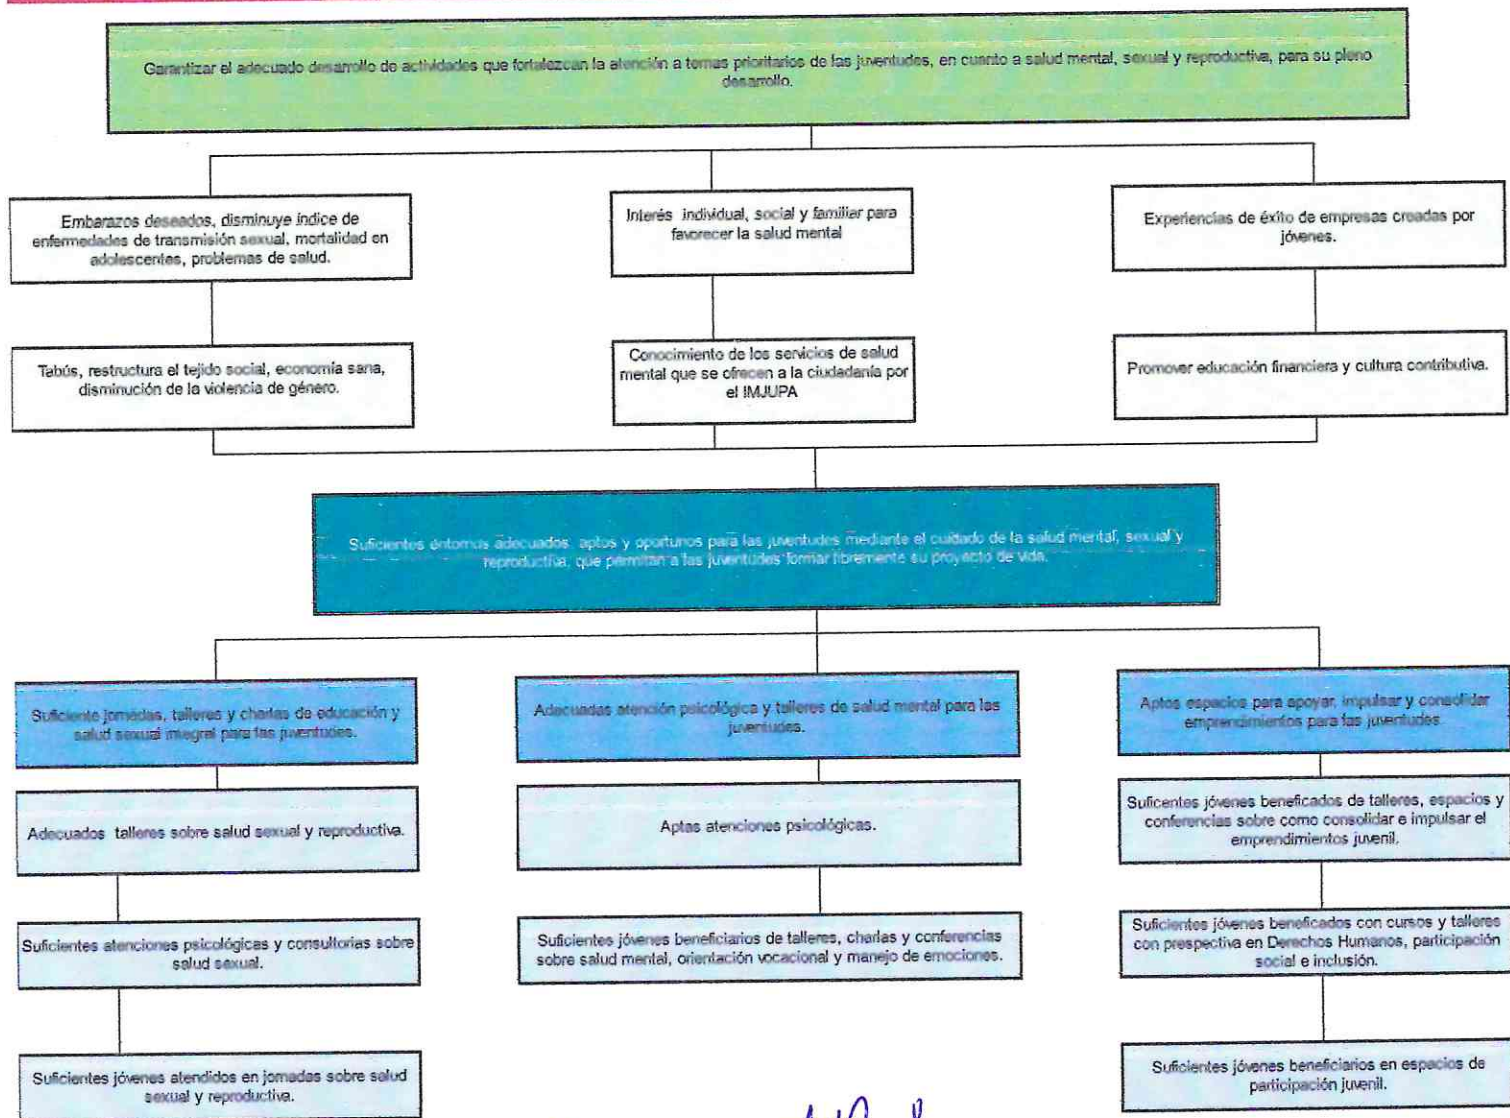 Garantizar el adecuado desarrollo de actividades que fortalezcan la atención a temas prioritarios de las juventudes, en cuanto a salud mental, sexual y reproductiva, para su pleno
desarrollo.
Embarazos deseados, disminuye índice de
enfermedades de transmisión sexual, mortalidad en
adolescentes, problemas de salud.
Interés individual, social y familiar para
favorecer la salud mental
Experiencias de éxito de empresas creadas por
jóvenes.
Tabús, restructura el tejido social, economía sana,
disminución de la violencia de género.
Conocimiento de los servicios de salud
mental que se ofrecen a la ciudadanía por
el IMJUPA
Promover educación financiera y cultura contributiva.
Suficientes entornos adecuados, aptos y oportunos para las juventudes mediante el cuidado de la salud mental, sexual y
reproductiva, que permitan a las juventudes formar libremente su proyecto de vida.
Suficiente jornadas, talleres y charlas de educación y
salud sexual integral para las juventudes.
Adecuadas atención psicológica y talleres de salud mental para las
juventudes.
Aptos espacios para apoyar, impulsar y consolidar
emprendimientos para las juventudes.
Adecuados talleres sobre salud sexual y reproductiva.
Aptas atenciones psicológicas.
Suficentes jóvenes beneficados de talleres, espacios y
conferencias sobre como consolidar e impulsar el
emprendimientos juvenil.
Suficientes atenciones psicológicas y consultorías sobre
salud sexual.
Suficientes jóvenes beneficiarios de talleres, charlas y conferencias
sobre salud mental, orientación vocacional y manejo de emociones.
Suficientes jóvenes beneficados con cursos y talleres
con prespectiva en Derechos Humanos, participación
social e inclusión.
Suficientes jóvenes atendidos en jornadas sobre salud
sexual y reproductiva.
Suficientes jóvenes beneficiarios en espacios de
participación juvenil.